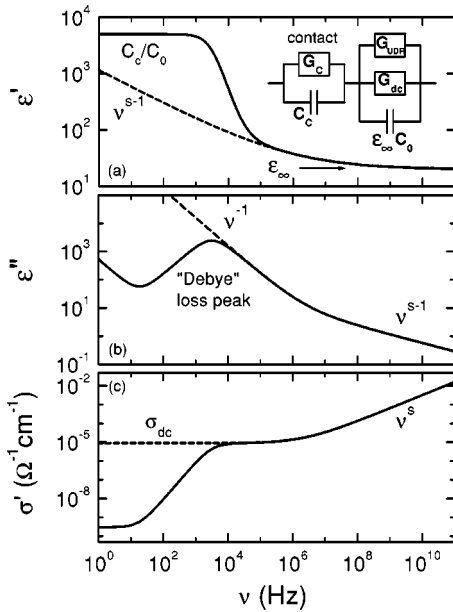 contact
C_c/C_0
G_C
C_C
G_UDR
G_dc
ε_∞ C_0
ν^{s-1}
ε_∞
(a)
ε'
10^4
10^3
10^2
10^1
ν^{-1}
"Debye"
loss peak
ν^{s-1}
(b)
ε''
10^3
10^1
10^{-1}
(c)
σ_dc
ν^s
σ' (Ω^{-1}cm^{-1})
10^{-2}
10^{-5}
10^{-8}
10^0 10^2 10^4 10^6 10^8 10^{10}
ν (Hz)